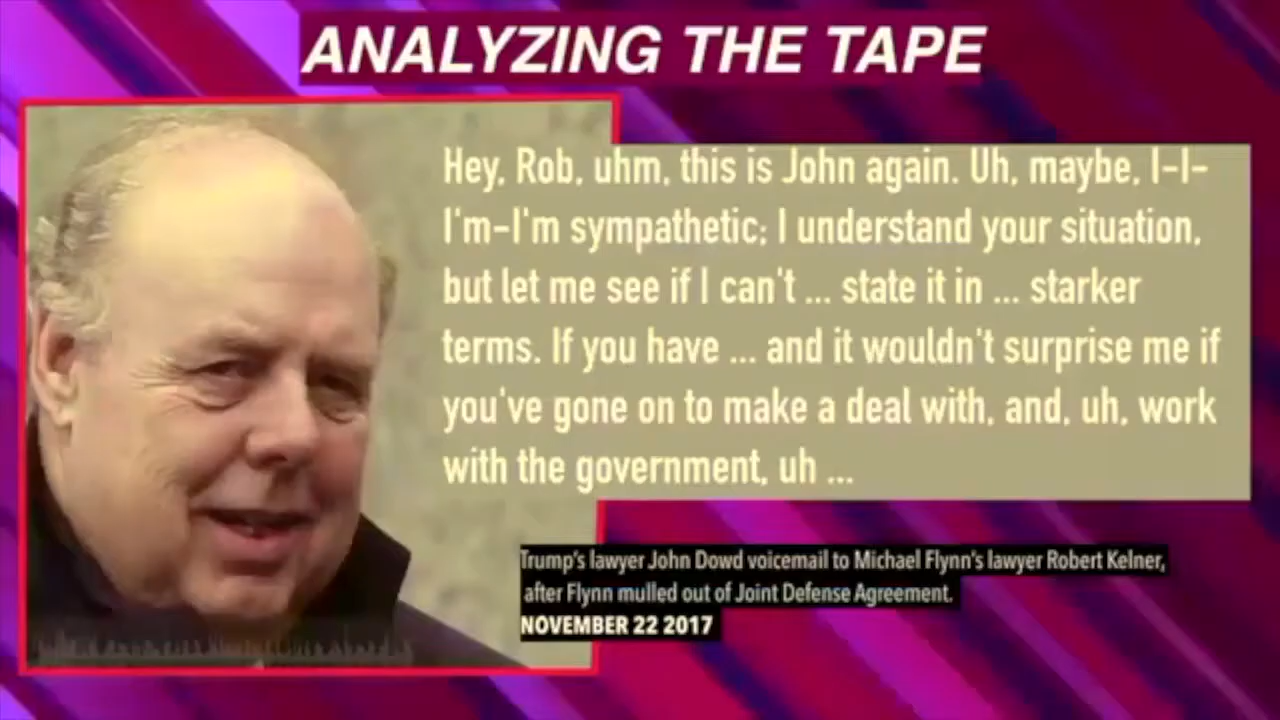 ANALYZING THE TAPE
Hey, Rob, uhm, this is John again. Uh, maybe, I-I-
I'm-I'm sympathetic; I understand your situation,
but let me see if I can't ... state it in ... starker
terms. If you have ... and it wouldn't surprise me if
you've gone on to make a deal with, and, uh, work
with the government, uh ...
Trump's lawyer John Dowd voicemail to Michael Flynn's lawyer Robert Kelner,
after Flynn mulled out of Joint Defense Agreement.
NOVEMBER 22 2017